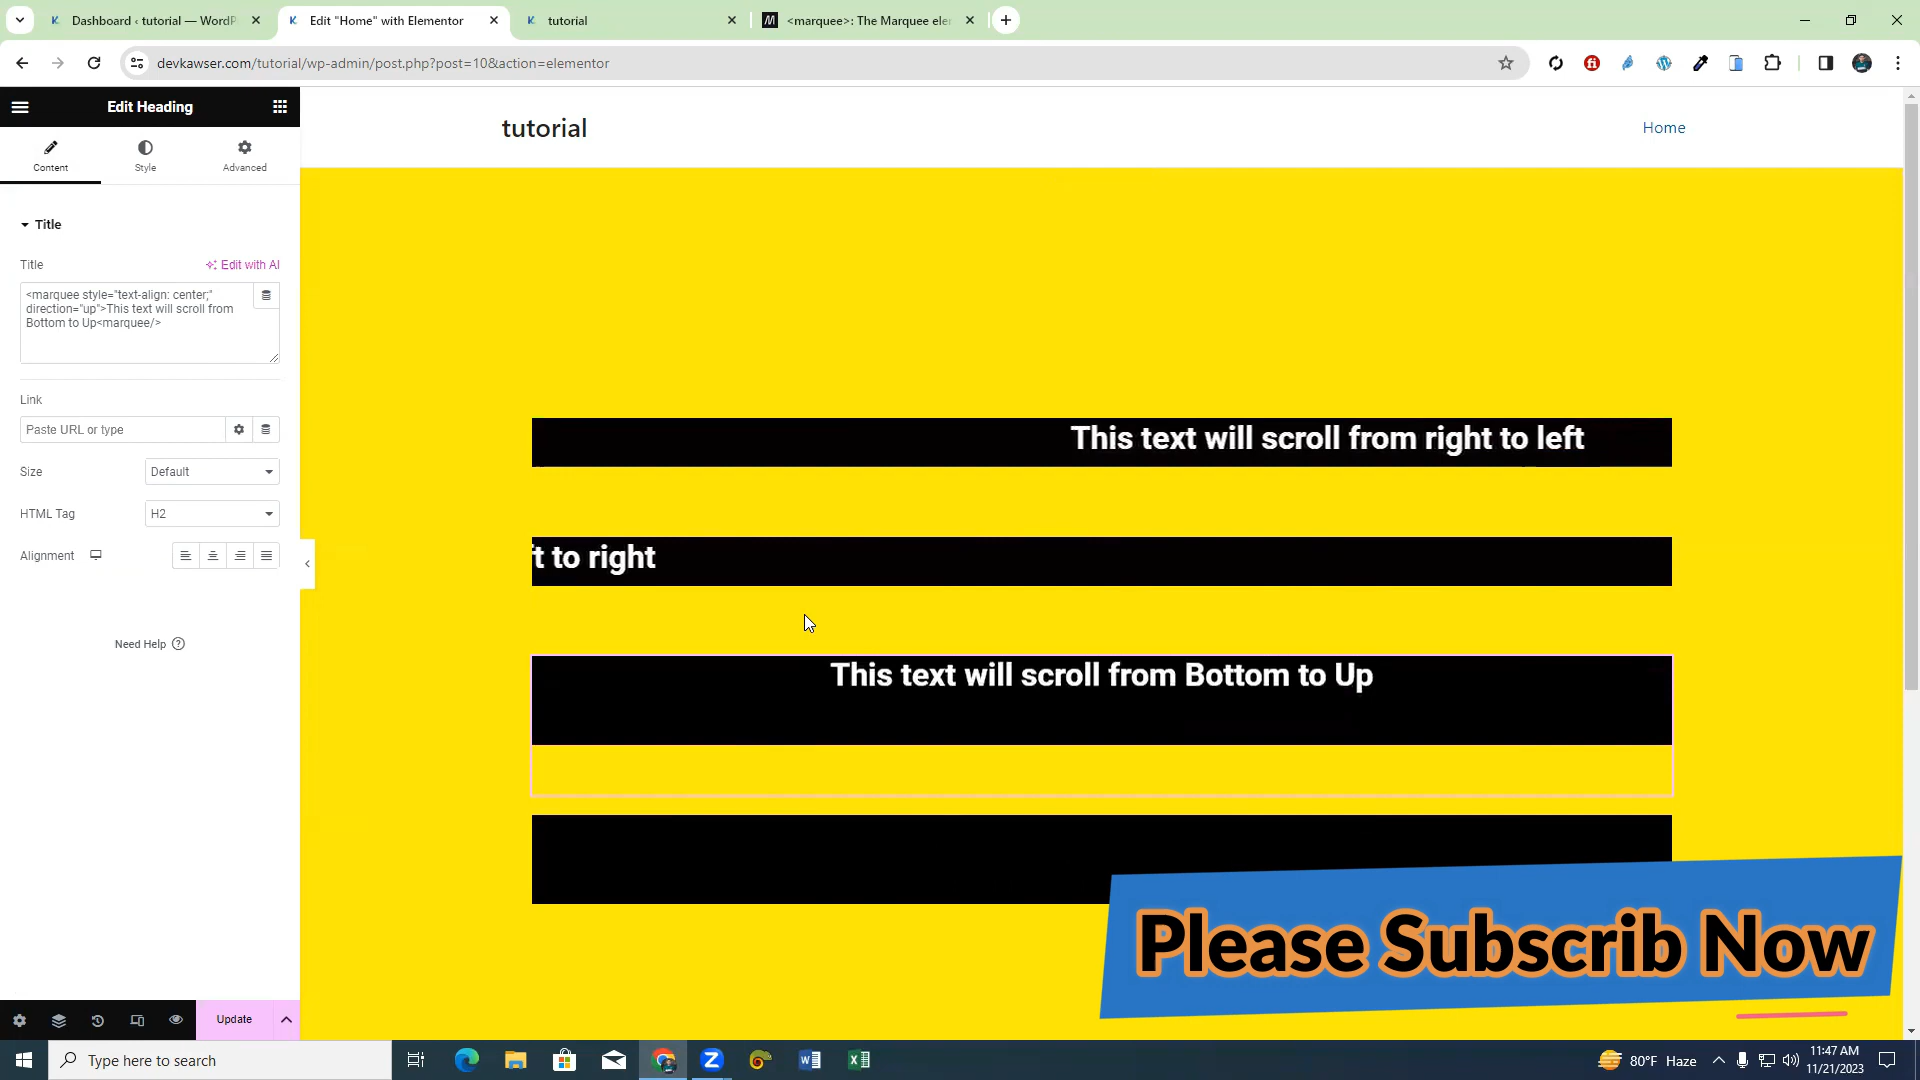 Dashboard ‹ tutorial — WordP
Edit "Home" with Elementor
tutorial
<marquee>: The Marquee ele
devkawser.com/tutorial/wp-admin/post.php?post=10&action=elementor
Edit Heading
Content
Style
Advanced
Title
Title
Edit with AI
<marquee style="text-align: center;"
direction="up">This text will scroll from
Bottom to Up<marquee/>
Link
Paste URL or type
Size
Default
HTML Tag
H2
Alignment
Need Help
Update
tutorial
Home
This text will scroll from right to left
ft to right
This text will scroll from Bottom to Up
Please Subscrib Now
Type here to search
80°F Haze
11:47 AM
11/21/2023